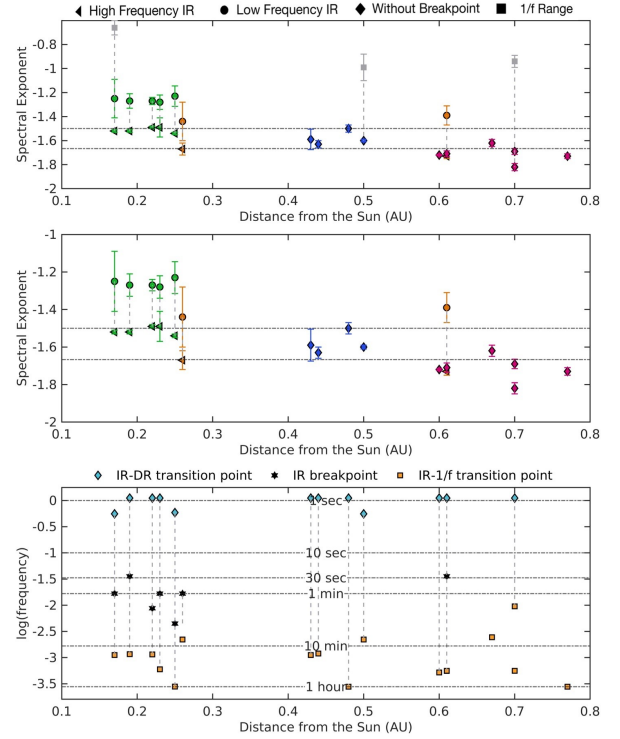 High Frequency IR Low Frequency IR Without Breakpoint 1/f Range
-0.8
-1
-1.2
-1.4
-1.6
-1.8
-2
Spectral Exponent
0.1 0.2 0.3 0.4 0.5 0.6 0.7 0.8
Distance from the Sun (AU)
-1
-1.2
-1.4
-1.6
-1.8
-2
Spectral Exponent
0.1 0.2 0.3 0.4 0.5 0.6 0.7 0.8
Distance from the Sun (AU)
IR-DR transition point IR breakpoint IR-1/f transition point
0
-0.5
-1
-1.5
-2
-2.5
-3
-3.5
log(frequency)
1 sec
10 sec
30 sec
1 min
10 min
1 hour
0.1 0.2 0.3 0.4 0.5 0.6 0.7 0.8
Distance from the Sun (AU)